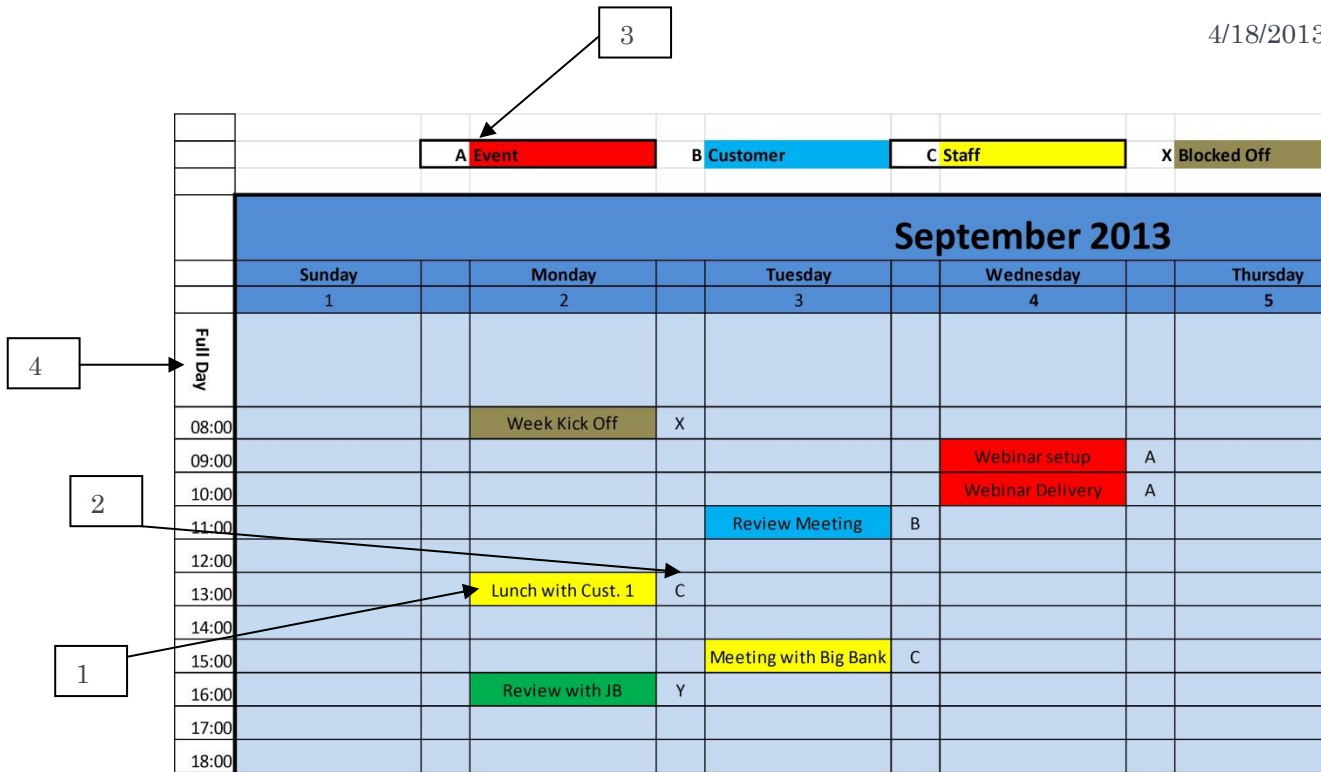 3
4/18/2013
A Event B Customer C Staff X Blocked Off
September 2013
Sunday Monday Tuesday Wednesday Thursday
1 2 3 4 5
4
Full Day
08:00 Week Kick Off X
09:00 Webinar setup A
2
10:00 Webinar Delivery A
11:00 Review Meeting B
12:00
13:00 Lunch with Cust. 1 C
14:00
1
15:00 Meeting with Big Bank C
16:00 Review with JB Y
17:00
18:00